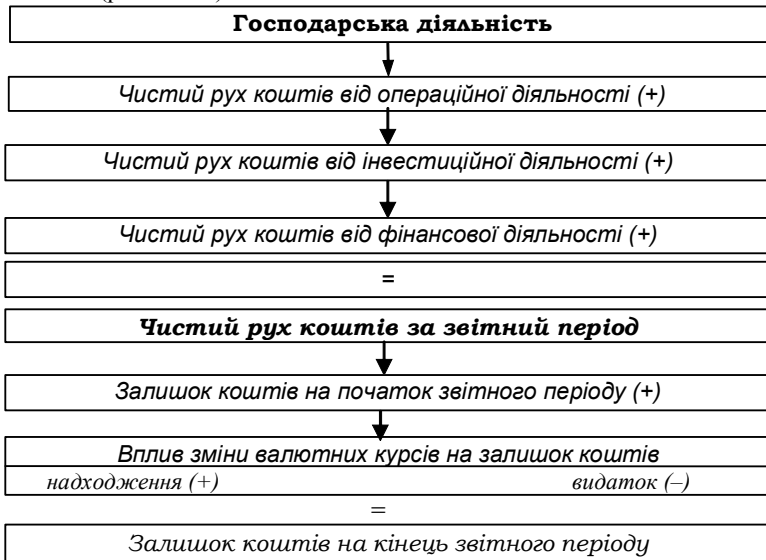 Господарська діяльність
Чистий рух коштів від операційної діяльності (+)
Чистий рух коштів від інвестиційної діяльності (+)
Чистий рух коштів від фінансової діяльності (+)
=
Чистий рух коштів за звітний період
Залишок коштів на початок звітного періоду (+)
Вплив зміни валютних курсів на залишок коштів
надходження (+) видаток (–)
=
Залишок коштів на кінець звітного періоду